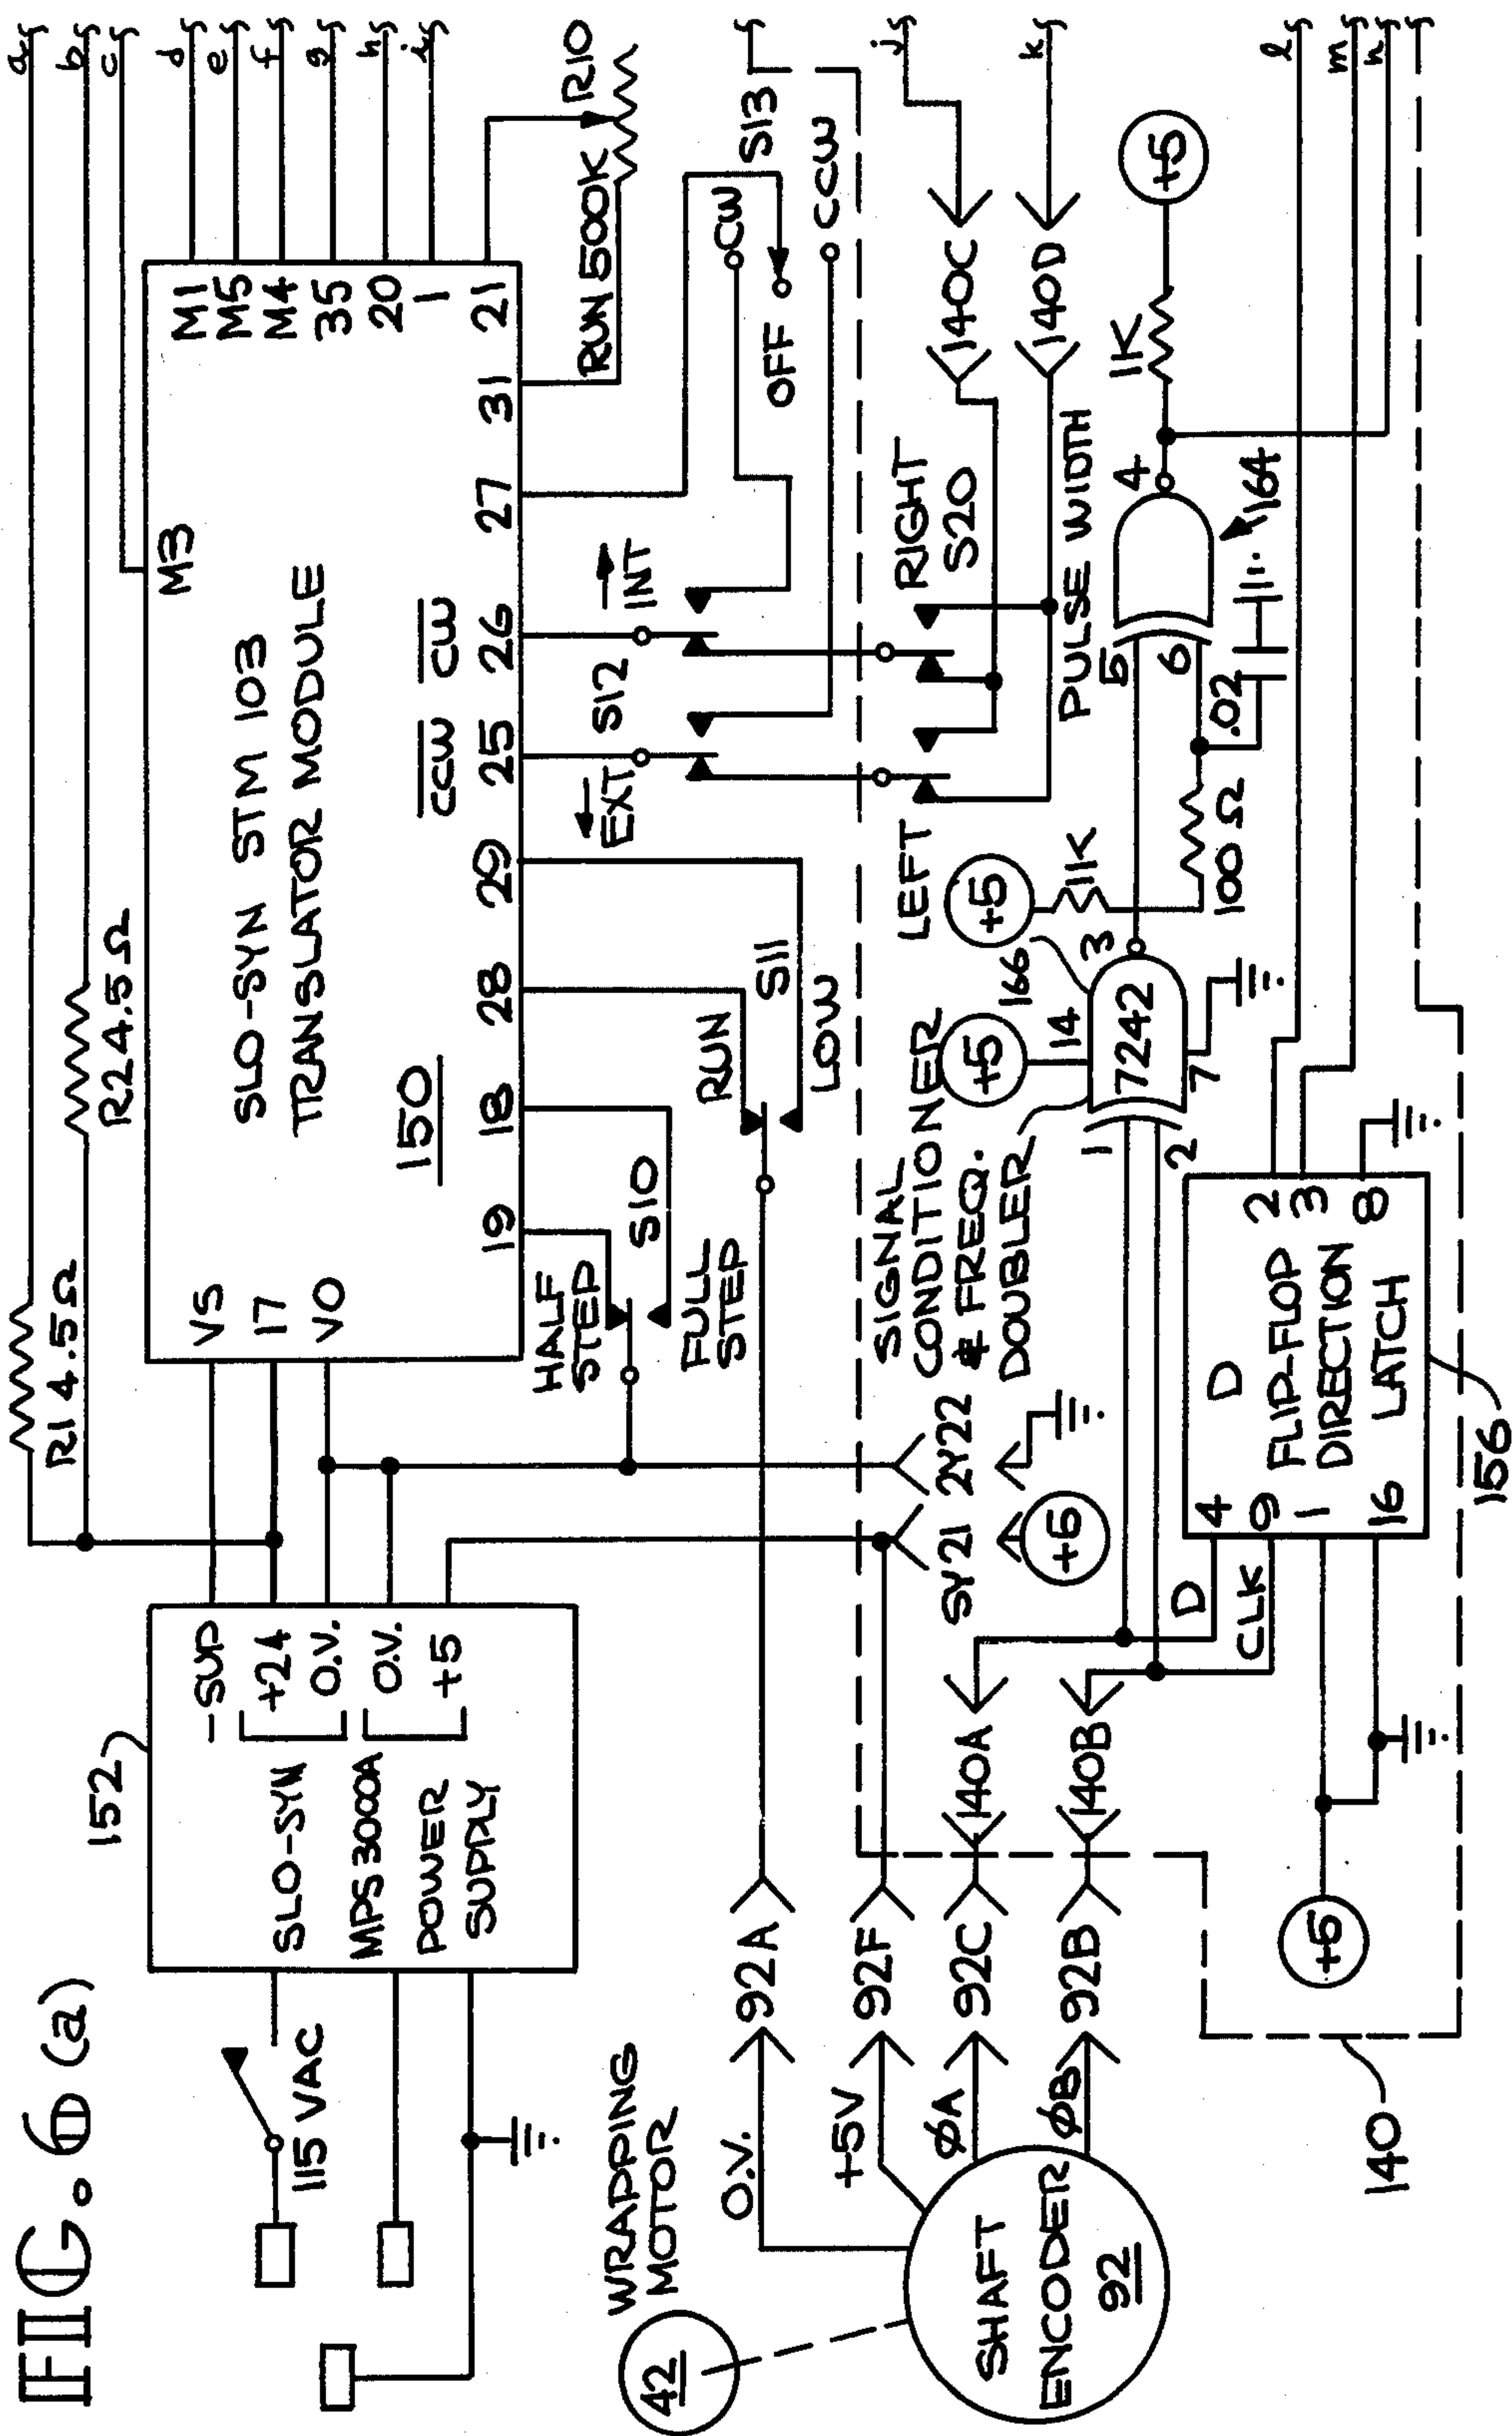 FIG. 6 (a)
152
SLO-SYN
MPS 3000A
POWER
SUPPLY
-SUP
+24
O.V.
O.V.
+5
115 VAC
R1 4.5Ω
R2 4.5Ω
a
b
c
d
e
f
g
h
i
VS
17
VO
SLO-SYN STM 103
TRANSLATOR MODULE
150
M3
M1
M5
M4
35
20
1
21
19
18
28
29
25
26
27
31
CCW
CW
HALF
STEP
S10
FULL
STEP
RUN
S11
LOW
EXT
S12
INT
RUN 500K
R10
CW
S13
OFF
CCW
WRAPPING
MOTOR
42
SHAFT
ENCODER
92
O.V.
+5V
ØA
ØB
92A
92F
92C
92B
140A
140B
SY21
2Y22
+5
SIGNAL
CONDITIONER
& FREQ.
DOUBLER
LEFT
RIGHT
S20
140C
140D
j
k
PULSE WIDTH
+5
14
166
1
2
7242
3
7
+5
1K
100 Ω
.02
5
6
4
164
1K
+5
D
CLK
4
9
1
16
D
FLIP-FLOP
DIRECTION
LATCH
2
3
8
156
+5
140
l
m
n